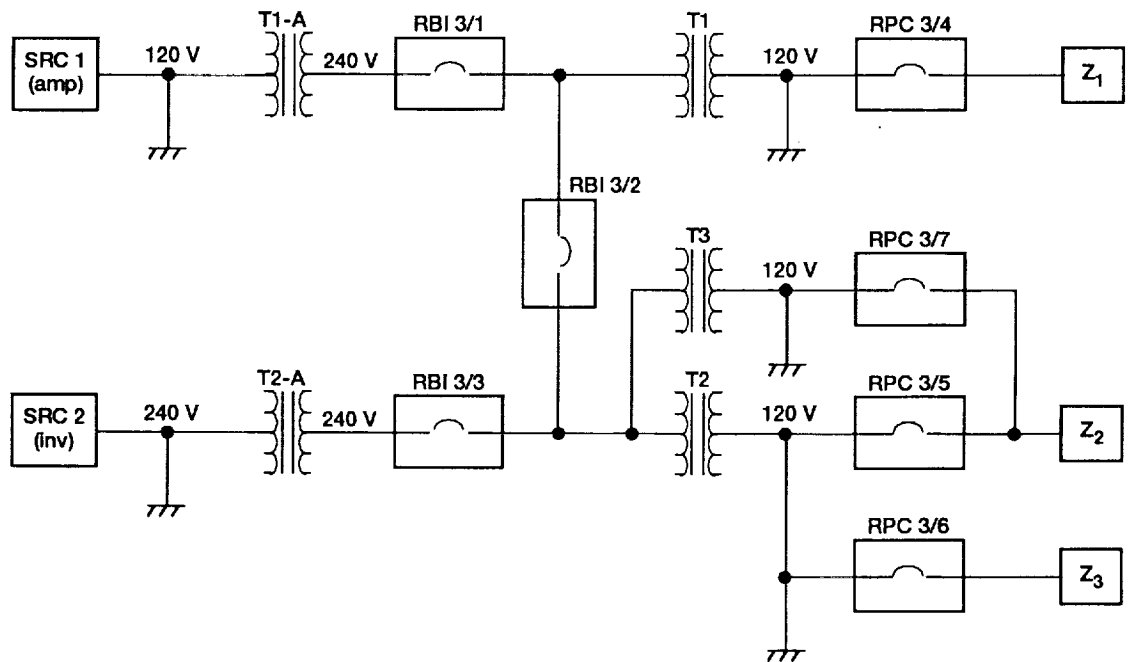 T1-A
RBI 3/1
T1
RPC 3/4
SRC 1
(amp)
120 V
240 V
120 V
Z1
RBI 3/2
T3
RPC 3/7
120 V
T2-A
RBI 3/3
T2
RPC 3/5
SRC 2
(inv)
240 V
240 V
120 V
Z2
RPC 3/6
Z3